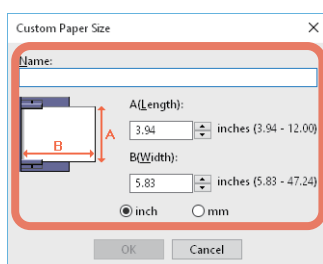 Custom Paper Size
Name:
A(Length):
3.94 inches (3.94 - 12.00)
A
B
B(Width):
5.83 inches (5.83 - 47.24)
inch mm
OK Cancel